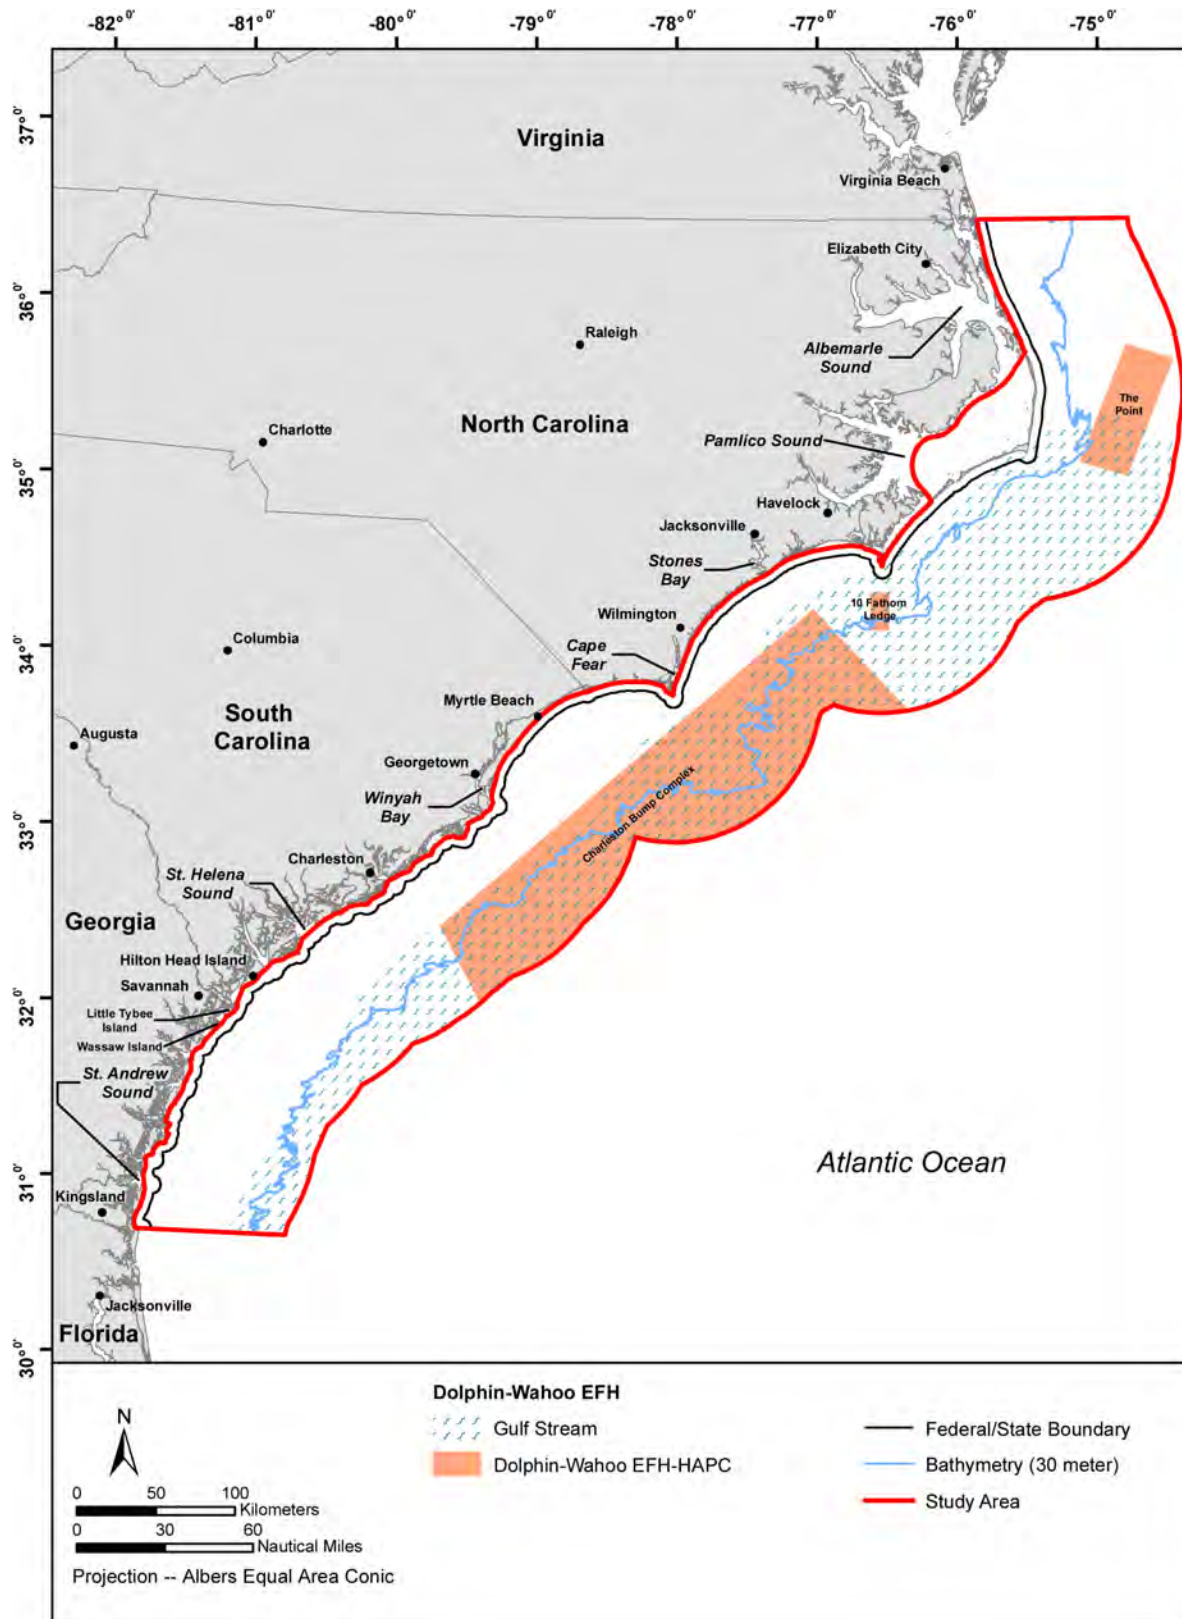 -82°0'
-81°0'
-80°0'
-79°0'
-78°0'
-77°0'
-76°0'
-75°0'
37°0'
36°0'
35°0'
34°0'
33°0'
32°0'
31°0'
30°0'
Virginia
Virginia Beach
Elizabeth City
Raleigh
Albemarle
Sound
The
Point
North Carolina
Charlotte
Pamlico Sound
Havelock
Jacksonville
Stones
Bay
10 Fathom
Ledge
Wilmington
Columbia
Cape
Fear
Myrtle Beach
South
Carolina
Augusta
Georgetown
Winyah
Bay
Charleston Bump Complex
Charleston
St. Helena
Sound
Georgia
Hilton Head Island
Savannah
Little Tybee
Island
Wassaw Island
St. Andrew
Sound
Atlantic Ocean
Kingsland
Jacksonville
Florida
N
0 50 100
Kilometers
0 30 60
Nautical Miles
Projection -- Albers Equal Area Conic
Dolphin-Wahoo EFH
Gulf Stream
Dolphin-Wahoo EFH-HAPC
Federal/State Boundary
Bathymetry (30 meter)
Study Area